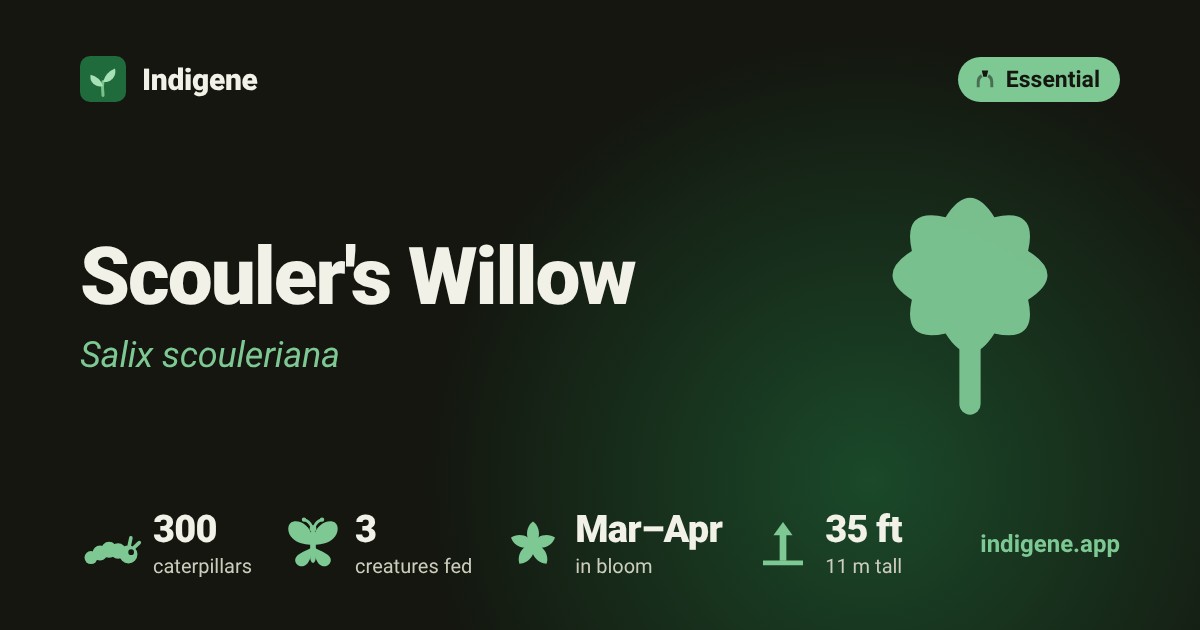 Indigene
Essential
Scouler's Willow
Salix scouleriana
300
caterpillars
3
creatures fed
Mar–Apr
in bloom
35 ft
11 m tall
indigene.app